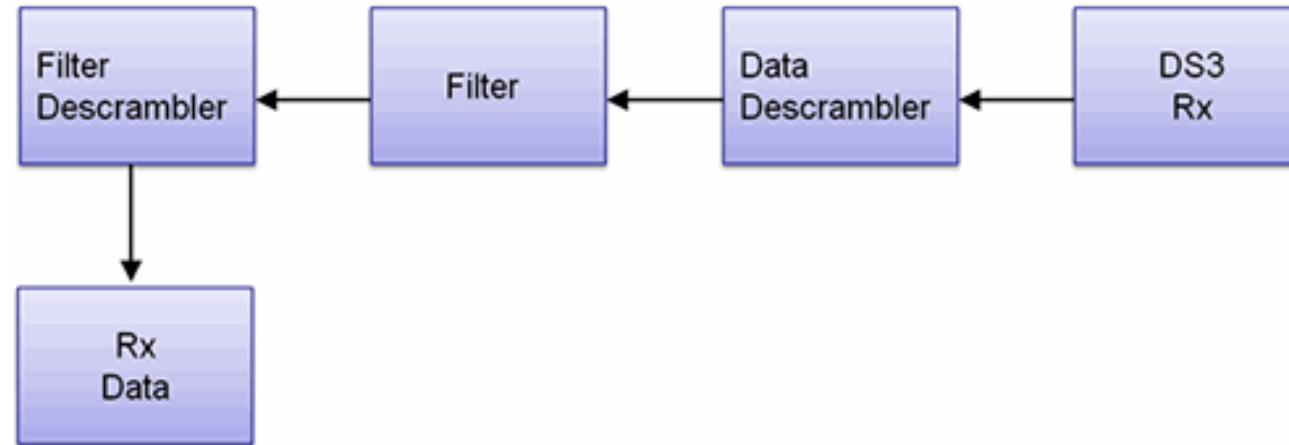 Filter
Descrambler
Filter
Data
Descrambler
DS3
Rx
Rx
Data